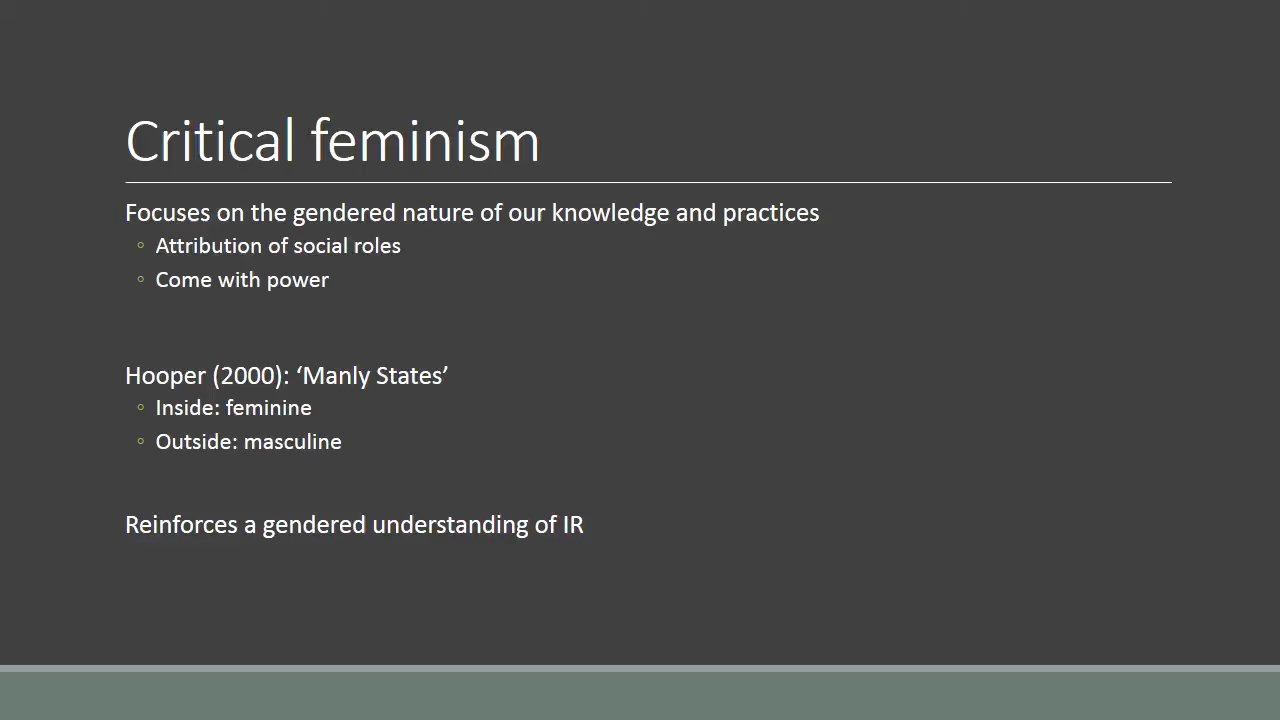 Critical feminism
Focuses on the gendered nature of our knowledge and practices
◦ Attribution of social roles
◦ Come with power
Hooper (2000): ‘Manly States’
◦ Inside: feminine
◦ Outside: masculine
Reinforces a gendered understanding of IR